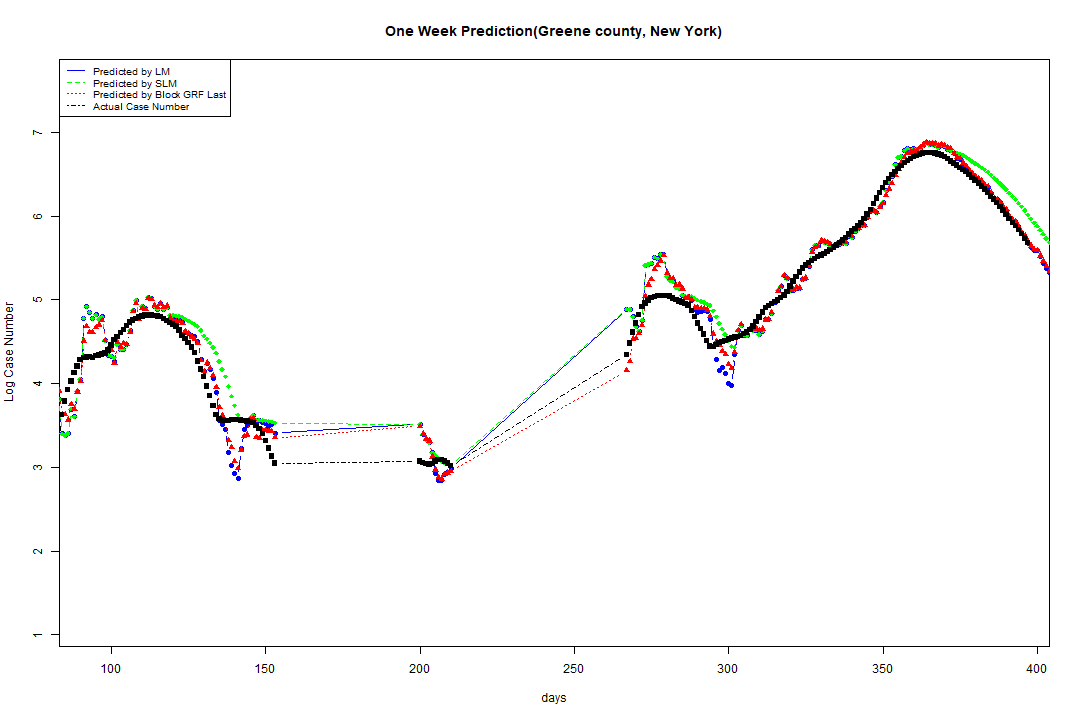 One Week Prediction(Greene county, New York)
Predicted by LM
Predicted by SLM
Predicted by Block GRF Last
Actual Case Number
Log Case Number
7
6
5
4
3
2
1
100 150 200 250 300 350 400
days